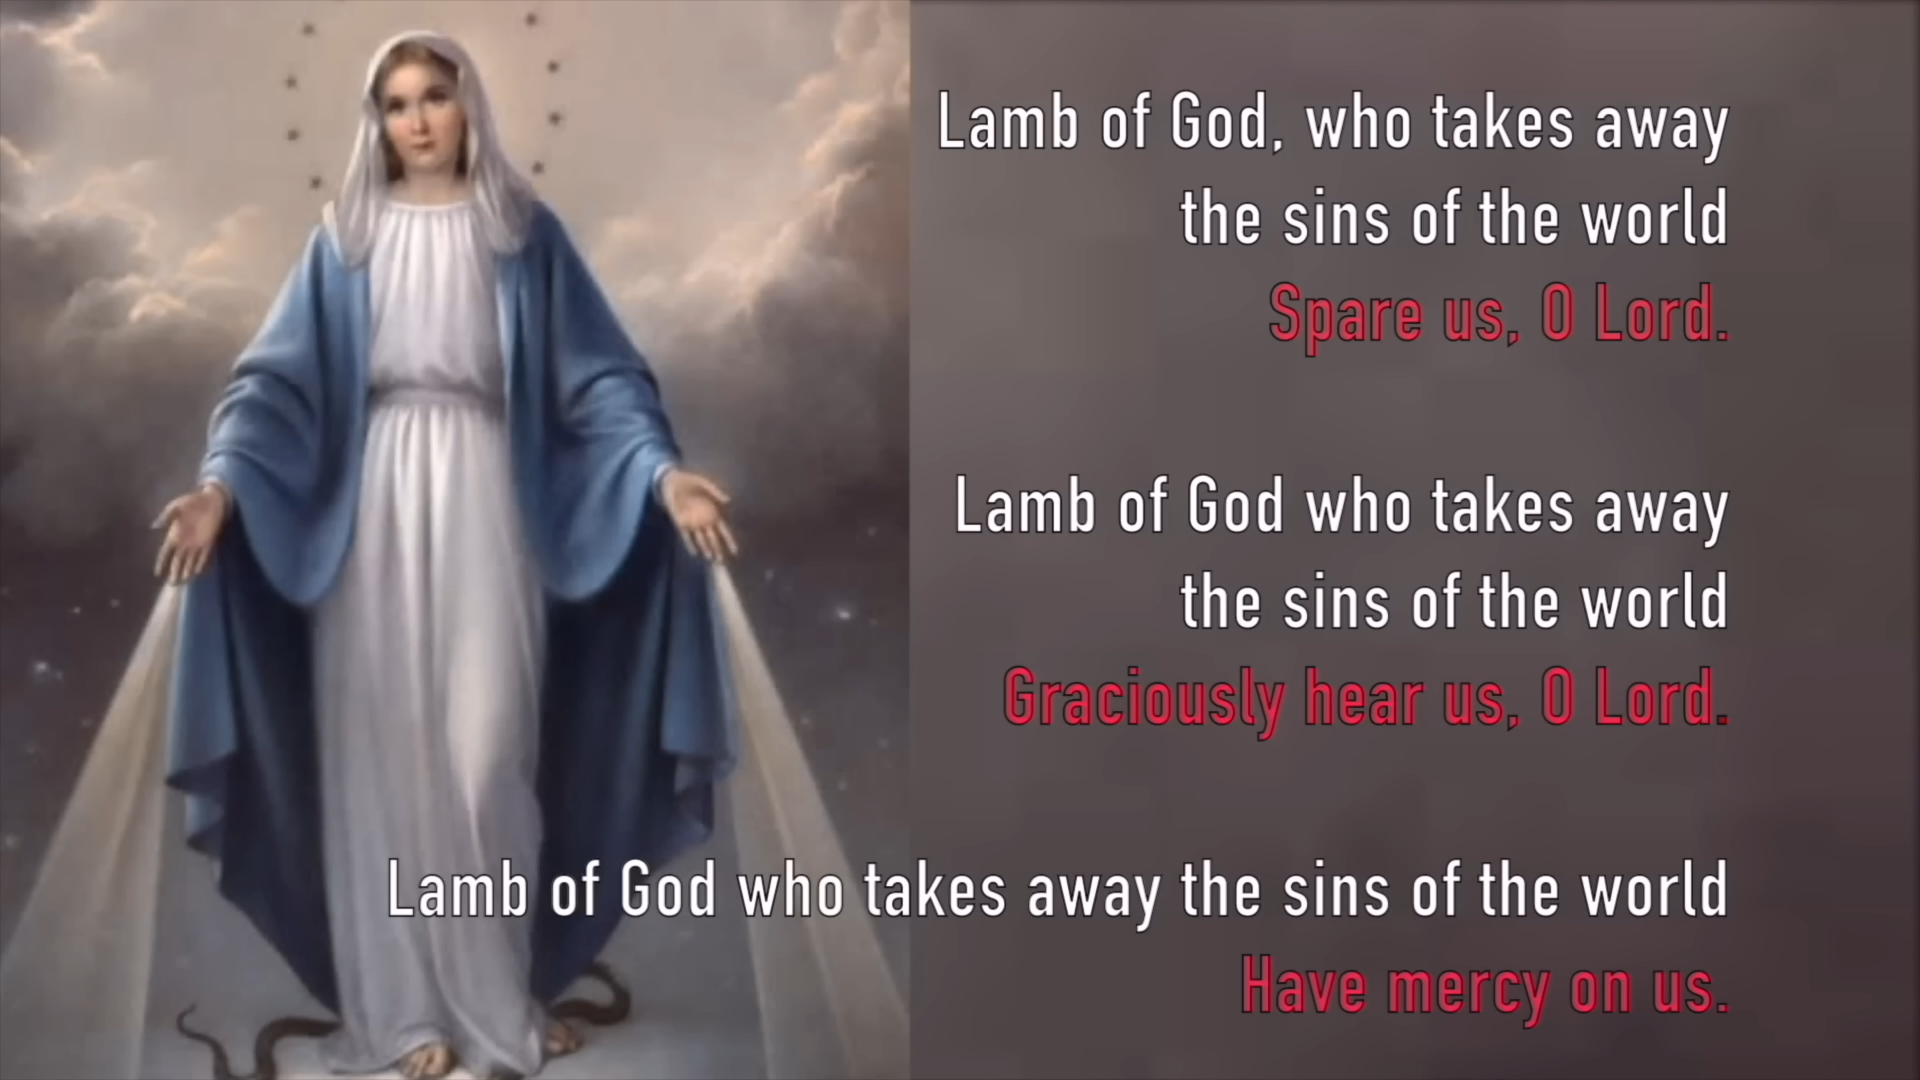 Lamb of God, who takes away
the sins of the world
Spare us, O Lord.
Lamb of God who takes away
the sins of the world
Graciously hear us, O Lord.
Lamb of God who takes away the sins of the world
Have mercy on us.